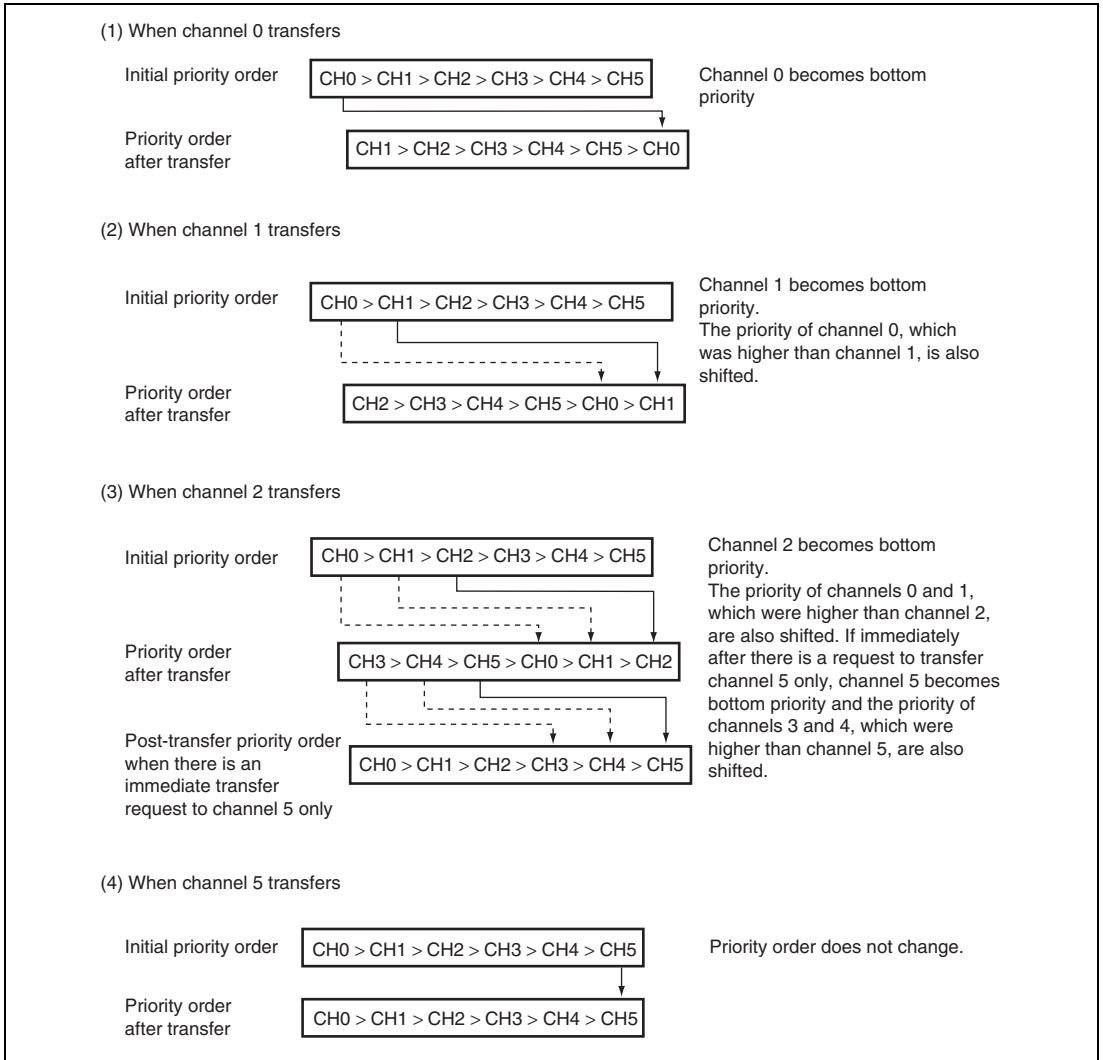 (1) When channel 0 transfers
Initial priority order
CH0 > CH1 > CH2 > CH3 > CH4 > CH5
Channel 0 becomes bottom
priority
Priority order
after transfer
CH1 > CH2 > CH3 > CH4 > CH5 > CH0
(2) When channel 1 transfers
Initial priority order
CH0 > CH1 > CH2 > CH3 > CH4 > CH5
Channel 1 becomes bottom
priority.
The priority of channel 0, which
was higher than channel 1, is also
shifted.
Priority order
after transfer
CH2 > CH3 > CH4 > CH5 > CH0 > CH1
(3) When channel 2 transfers
Initial priority order
CH0 > CH1 > CH2 > CH3 > CH4 > CH5
Channel 2 becomes bottom
priority.
The priority of channels 0 and 1,
which were higher than channel 2,
are also shifted. If immediately
after there is a request to transfer
channel 5 only, channel 5 becomes
bottom priority and the priority of
channels 3 and 4, which were
higher than channel 5, are also
shifted.
Priority order
after transfer
CH3 > CH4 > CH5 > CH0 > CH1 > CH2
Post-transfer priority order
when there is an
immediate transfer
request to channel 5 only
CH0 > CH1 > CH2 > CH3 > CH4 > CH5
(4) When channel 5 transfers
Initial priority order
CH0 > CH1 > CH2 > CH3 > CH4 > CH5
Priority order does not change.
Priority order
after transfer
CH0 > CH1 > CH2 > CH3 > CH4 > CH5